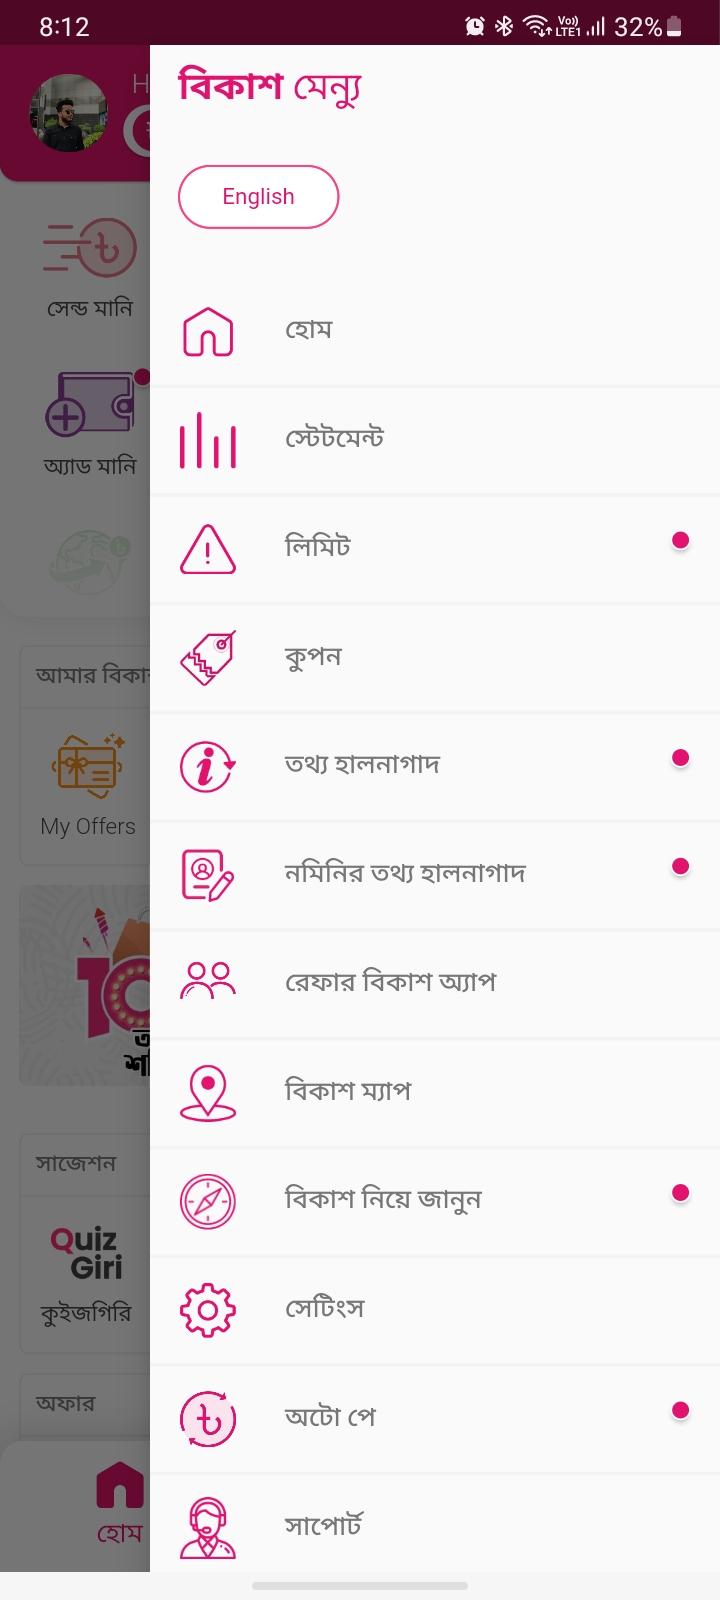 8:12
Vo))
LTE1
32%
বিকাশ মেন্যু
English
হোম
স্টেটমেন্ট
লিমিট
কুপন
তথ্য হালনাগাদ
নমিনির তথ্য হালনাগাদ
রেফার বিকাশ অ্যাপ
বিকাশ ম্যাপ
বিকাশ নিয়ে জানুন
সেটিংস
অটো পে
সাপোর্ট
সেন্ড মানি
অ্যাড মানি
আমার
My Offers
10
সাজেশন
Quiz
Giri
কুইজগিরি
অফার
হোম